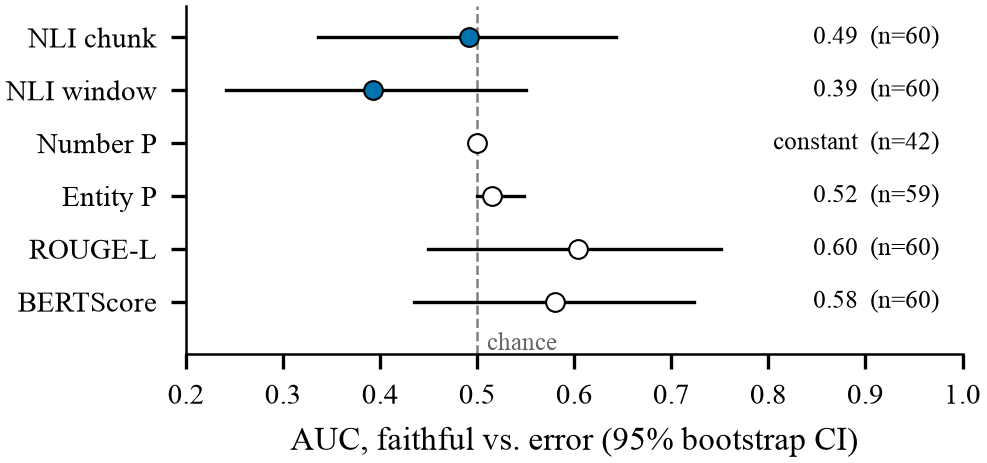 NLI chunk 0.49 (n=60)
NLI window 0.39 (n=60)
Number P constant (n=42)
Entity P 0.52 (n=59)
ROUGE-L 0.60 (n=60)
BERTScore 0.58 (n=60)
chance
0.2 0.3 0.4 0.5 0.6 0.7 0.8 0.9 1.0
AUC, faithful vs. error (95% bootstrap CI)